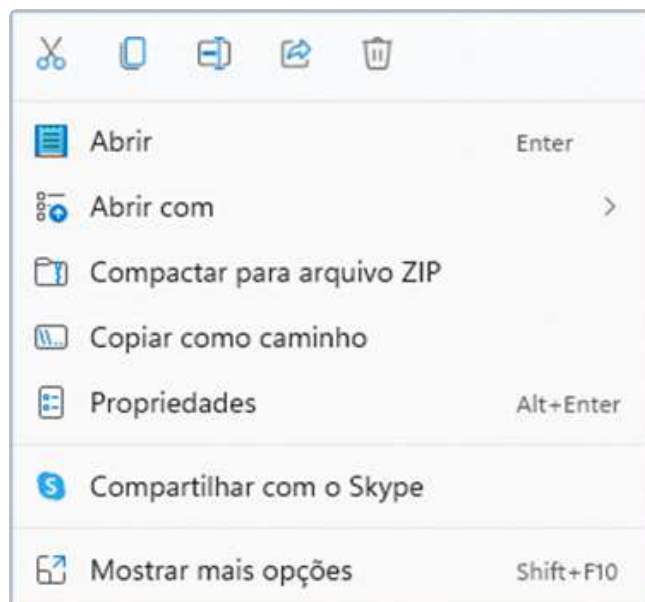 Abrir Enter
Abrir com
Compactar para arquivo ZIP
Copiar como caminho
Propriedades Alt+Enter
Compartilhar com o Skype
Mostrar mais opções Shift+F10